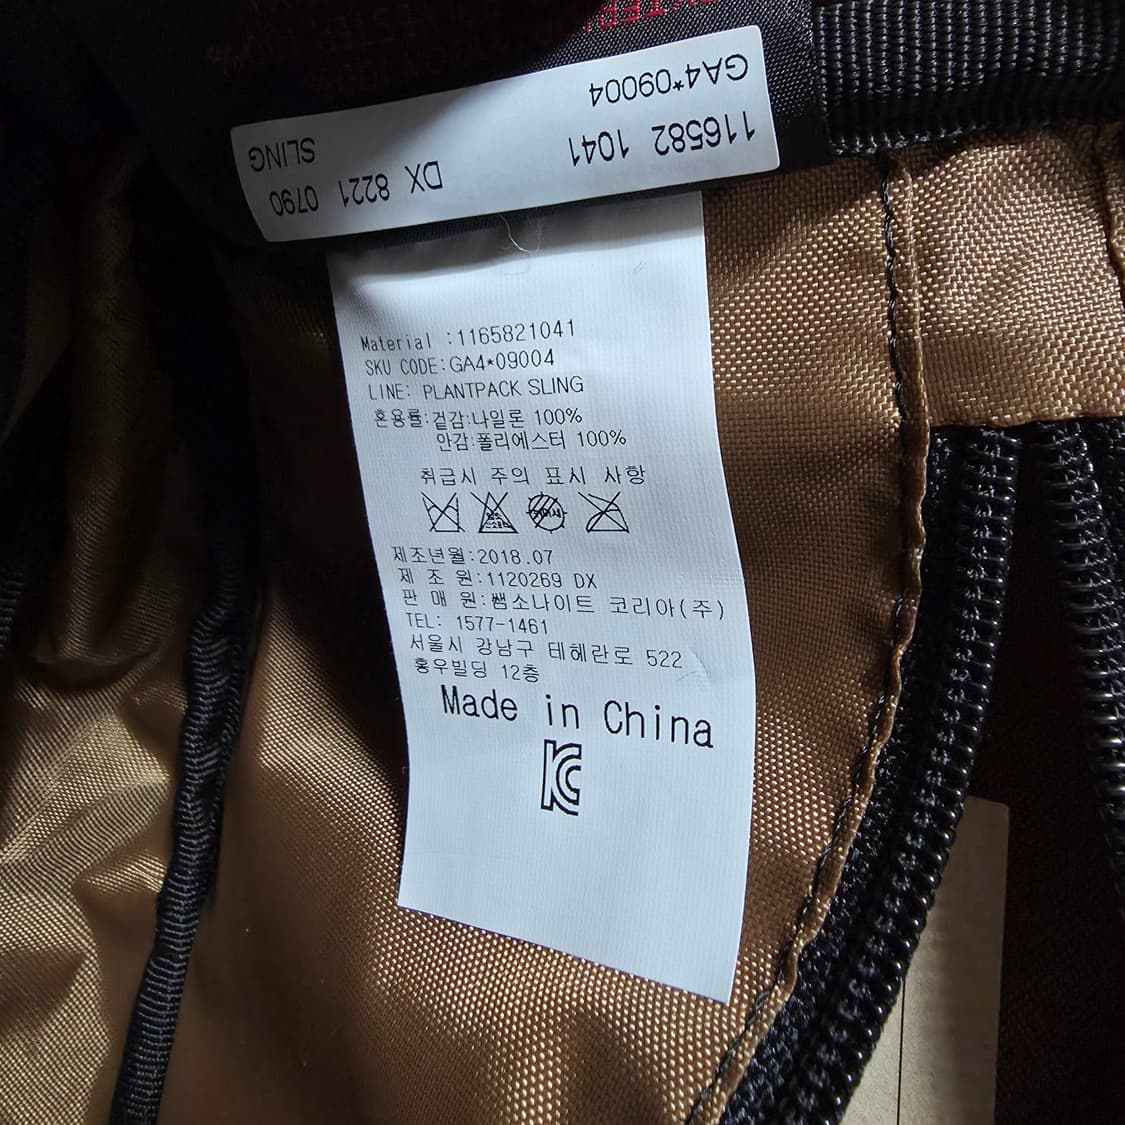 GA4*09004
116582 1041
SLING
DX 8221 0790
Material :1165821041
SKU CODE:GA4*09004
LINE: PLANTPACK SLING
혼용률:겉감:나일론 100%
안감:폴리에스터 100%
취급시 주의 표시 사항
제조년월:2018.07
제 조 원:1120269 DX
판 매 원:쌤소나이트 코리아(주)
TEL: 1577-1461
서울시 강남구 테헤란로 522
홍우빌딩 12층
Made in China
KC